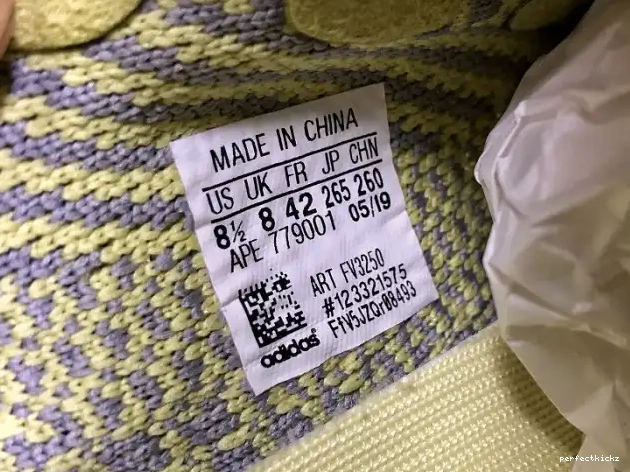 MADE IN CHINA
US UK FR JP CHN
8½ 8 42 265 260
APE 779001 05/19
ART FV3250
#123321575
FfV5JZQr08493
adidas
perfectkickz